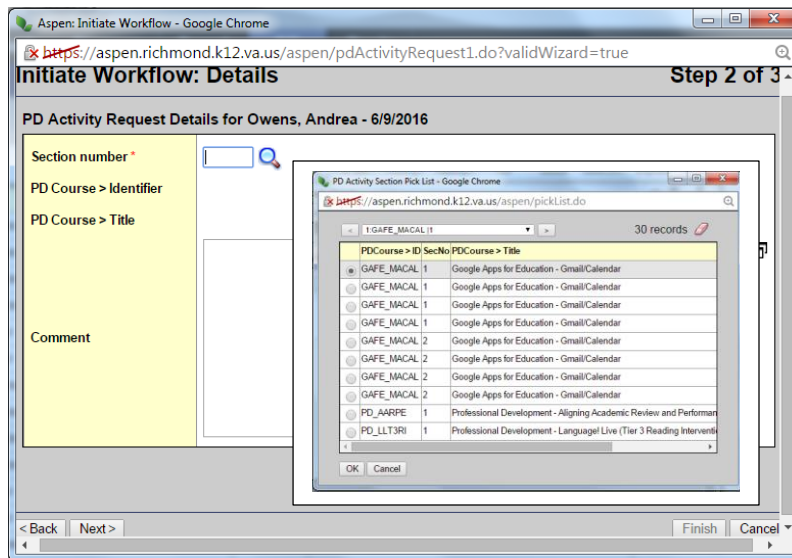 Aspen: Initiate Workflow - Google Chrome
https://aspen.richmond.k12.va.us/aspen/pdActivityRequest1.do?validWizard=true
Initiate Workflow: Details Step 2 of 3
PD Activity Request Details for Owens, Andrea - 6/9/2016
Section number *
PD Course > Identifier
PD Course > Title
Comment
PD Activity Section Pick List - Google Chrome
https://aspen.richmond.k12.va.us/aspen/pickList.do
< 1:GAFE_MACAL |1 > 30 records
PDCourse > ID SecNo PDCourse > Title
GAFE_MACAL 1 Google Apps for Education - Gmail/Calendar
GAFE_MACAL 1 Google Apps for Education - Gmail/Calendar
GAFE_MACAL 1 Google Apps for Education - Gmail/Calendar
GAFE_MACAL 1 Google Apps for Education - Gmail/Calendar
GAFE_MACAL 2 Google Apps for Education - Gmail/Calendar
GAFE_MACAL 2 Google Apps for Education - Gmail/Calendar
GAFE_MACAL 2 Google Apps for Education - Gmail/Calendar
GAFE_MACAL 2 Google Apps for Education - Gmail/Calendar
PD_AARPE 1 Professional Development - Aligning Academic Review and Performan
PD_LLT3RI 1 Professional Development - Language! Live (Tier 3 Reading Interventi
OK Cancel
< Back Next > Finish Cancel